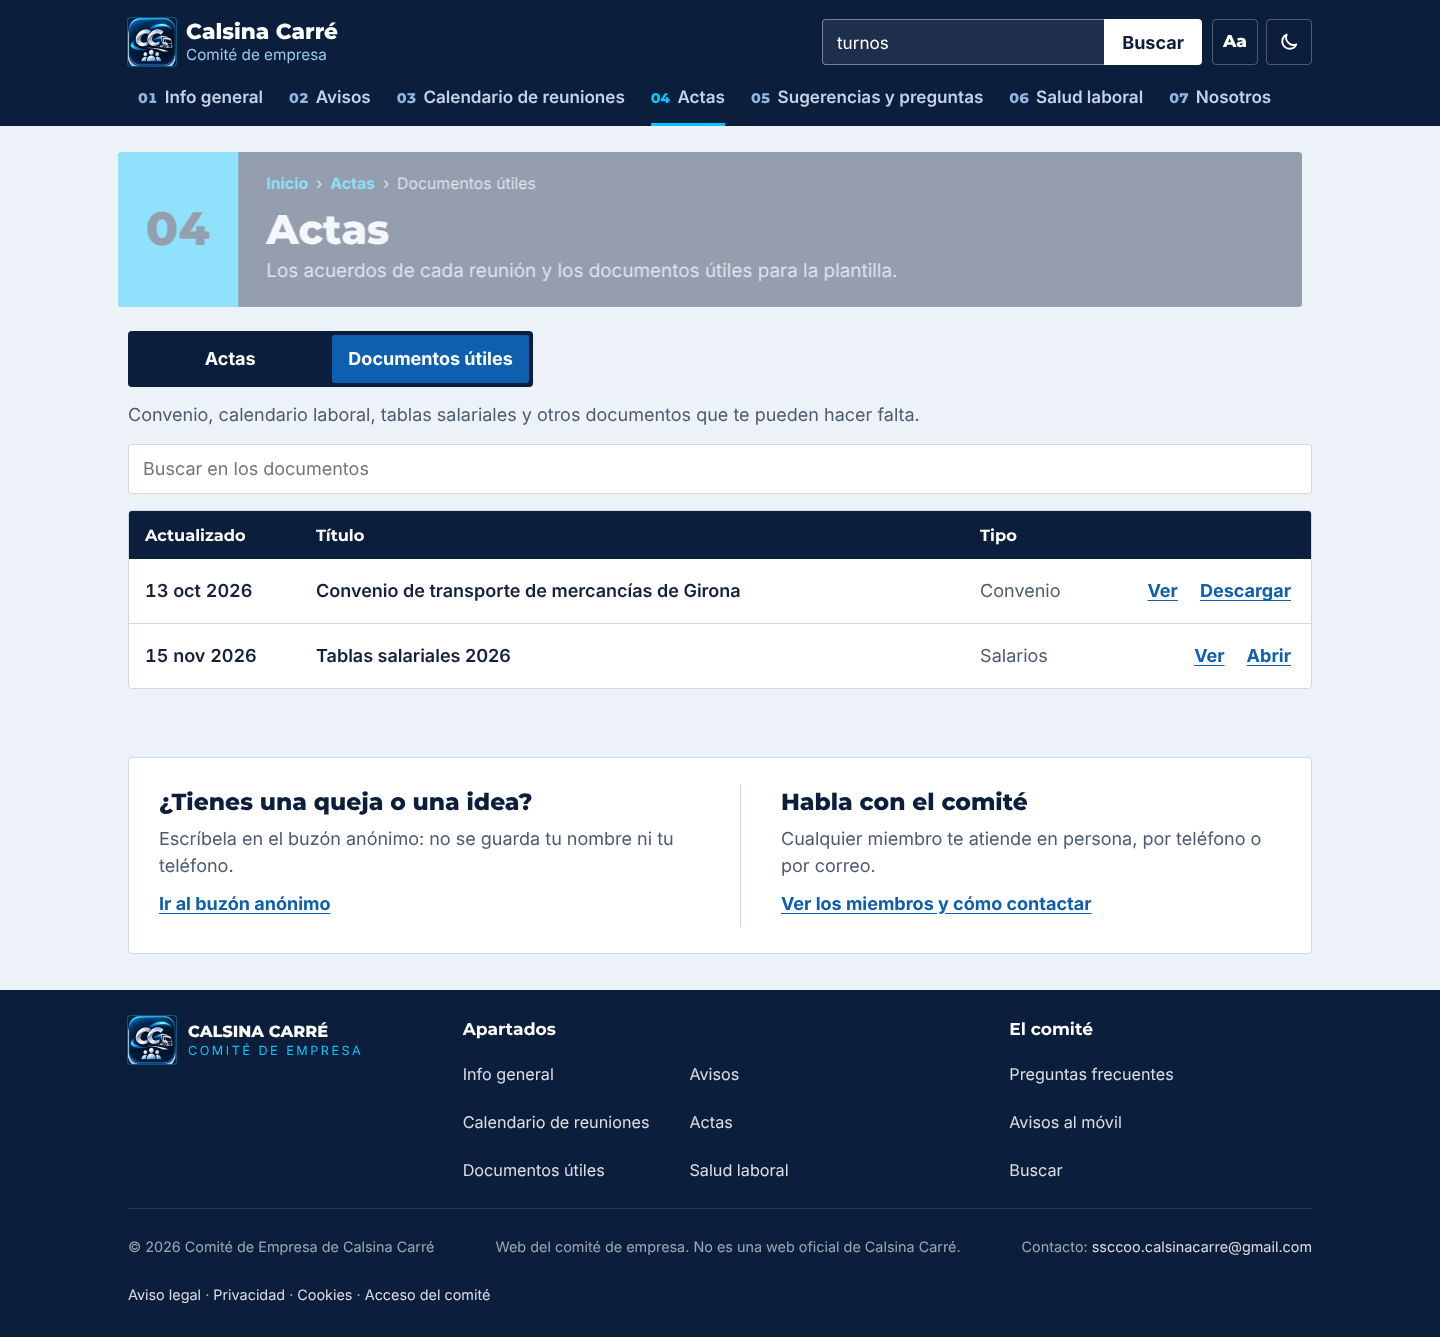 CG
Calsina Carré
Comité de empresa
turnos
Buscar
Aa
01 Info general
02 Avisos
03 Calendario de reuniones
04 Actas
05 Sugerencias y preguntas
06 Salud laboral
07 Nosotros
04
Inicio › Actas › Documentos útiles
Actas
Los acuerdos de cada reunión y los documentos útiles para la plantilla.
Actas
Documentos útiles
Convenio, calendario laboral, tablas salariales y otros documentos que te pueden hacer falta.
Buscar en los documentos
Actualizado Título Tipo
13 oct 2026 Convenio de transporte de mercancías de Girona Convenio Ver Descargar
15 nov 2026 Tablas salariales 2026 Salarios Ver Abrir
¿Tienes una queja o una idea?
Escríbela en el buzón anónimo: no se guarda tu nombre ni tu
teléfono.
Ir al buzón anónimo
Habla con el comité
Cualquier miembro te atiende en persona, por teléfono o
por correo.
Ver los miembros y cómo contactar
CG
CALSINA CARRÉ
COMITÉ DE EMPRESA
Apartados
Info general
Avisos
Calendario de reuniones
Actas
Documentos útiles
Salud laboral
El comité
Preguntas frecuentes
Avisos al móvil
Buscar
© 2026 Comité de Empresa de Calsina Carré
Web del comité de empresa. No es una web oficial de Calsina Carré.
Contacto: ssccoo.calsinacarre@gmail.com
Aviso legal · Privacidad · Cookies · Acceso del comité